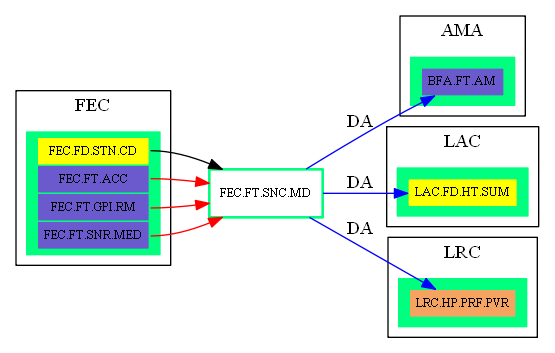 FEC
FEC.FD.STN.CD
FEC.FT.ACC
FEC.FT.GPI.RM
FEC.FT.SNR.MED
FEC.FT.SNC.MD
DA
DA
DA
AMA
BFA.FT.AM
LAC
LAC.FD.HT.SUM
LRC
LRC.HP.PRF.PVR